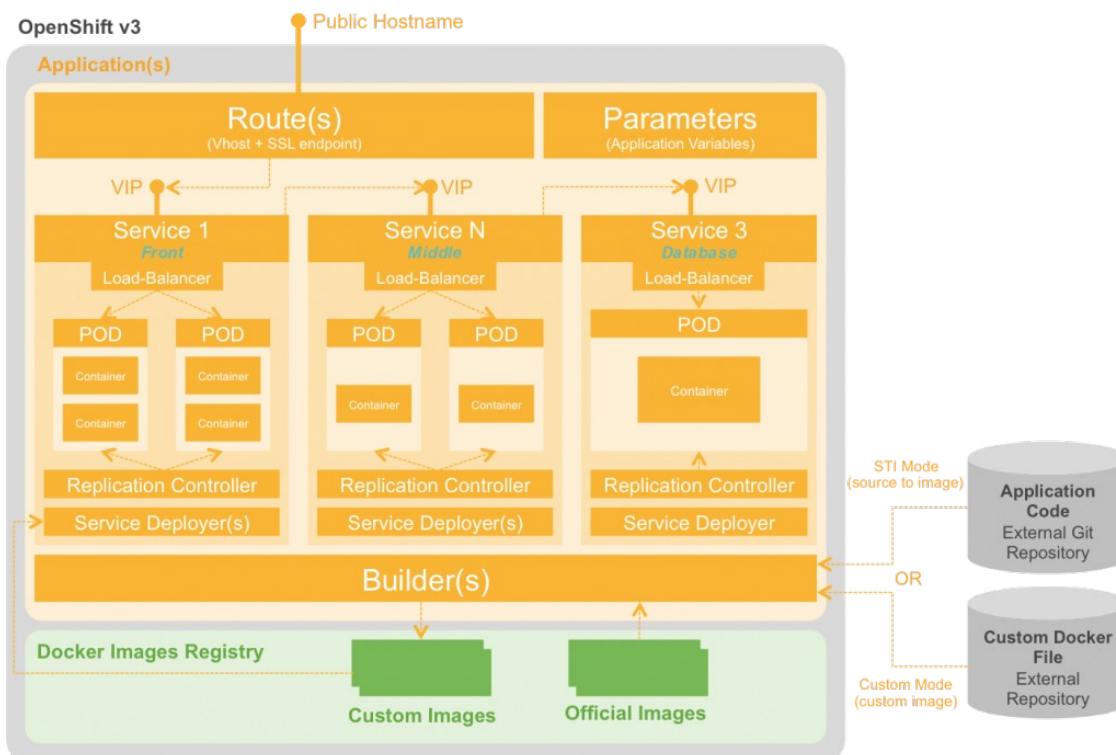 OpenShift v3
Public Hostname
Application(s)
Route(s)
(Vhost + SSL endpoint)
Parameters
(Application Variables)
VIP
VIP
VIP
Service 1
Front
Load-Balancer
Service N
Middle
Load-Balancer
Service 3
Database
Load-Balancer
POD
POD
POD
POD
POD
Container
Container
Container
Container
Container
Container
Container
Replication Controller
Replication Controller
Replication Controller
Service Deployer(s)
Service Deployer(s)
Service Deployer
Builder(s)
STI Mode
(source to image)
Application
Code
External Git
Repository
OR
Custom Docker
File
External
Repository
Custom Mode
(custom image)
Docker Images Registry
Custom Images
Official Images